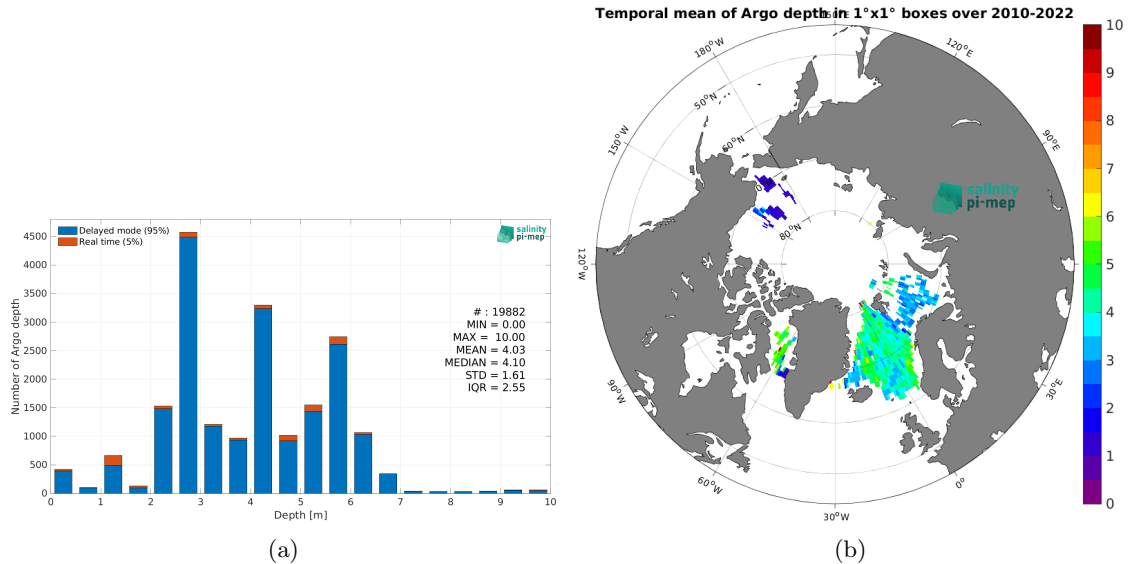 Temporal mean of Argo depth in 1°x1° boxes over 2010-2022
180°W
120°E
150°W
90°E
50°N
60°N
80°N
120°W
30°E
90°W
60°W
0°
30°W
salinity
pi-mep
10
9
8
7
6
5
4
3
2
1
0
Delayed mode (95%)
Real time (5%)
salinity
pi-mep
# : 19882
MIN = 0.00
MAX = 10.00
MEAN = 4.03
MEDIAN = 4.10
STD = 1.61
IQR = 2.55
Number of Argo depth
4500
4000
3500
3000
2500
2000
1500
1000
500
0
0 1 2 3 4 5 6 7 8 9 10
Depth [m]
(a)
(b)